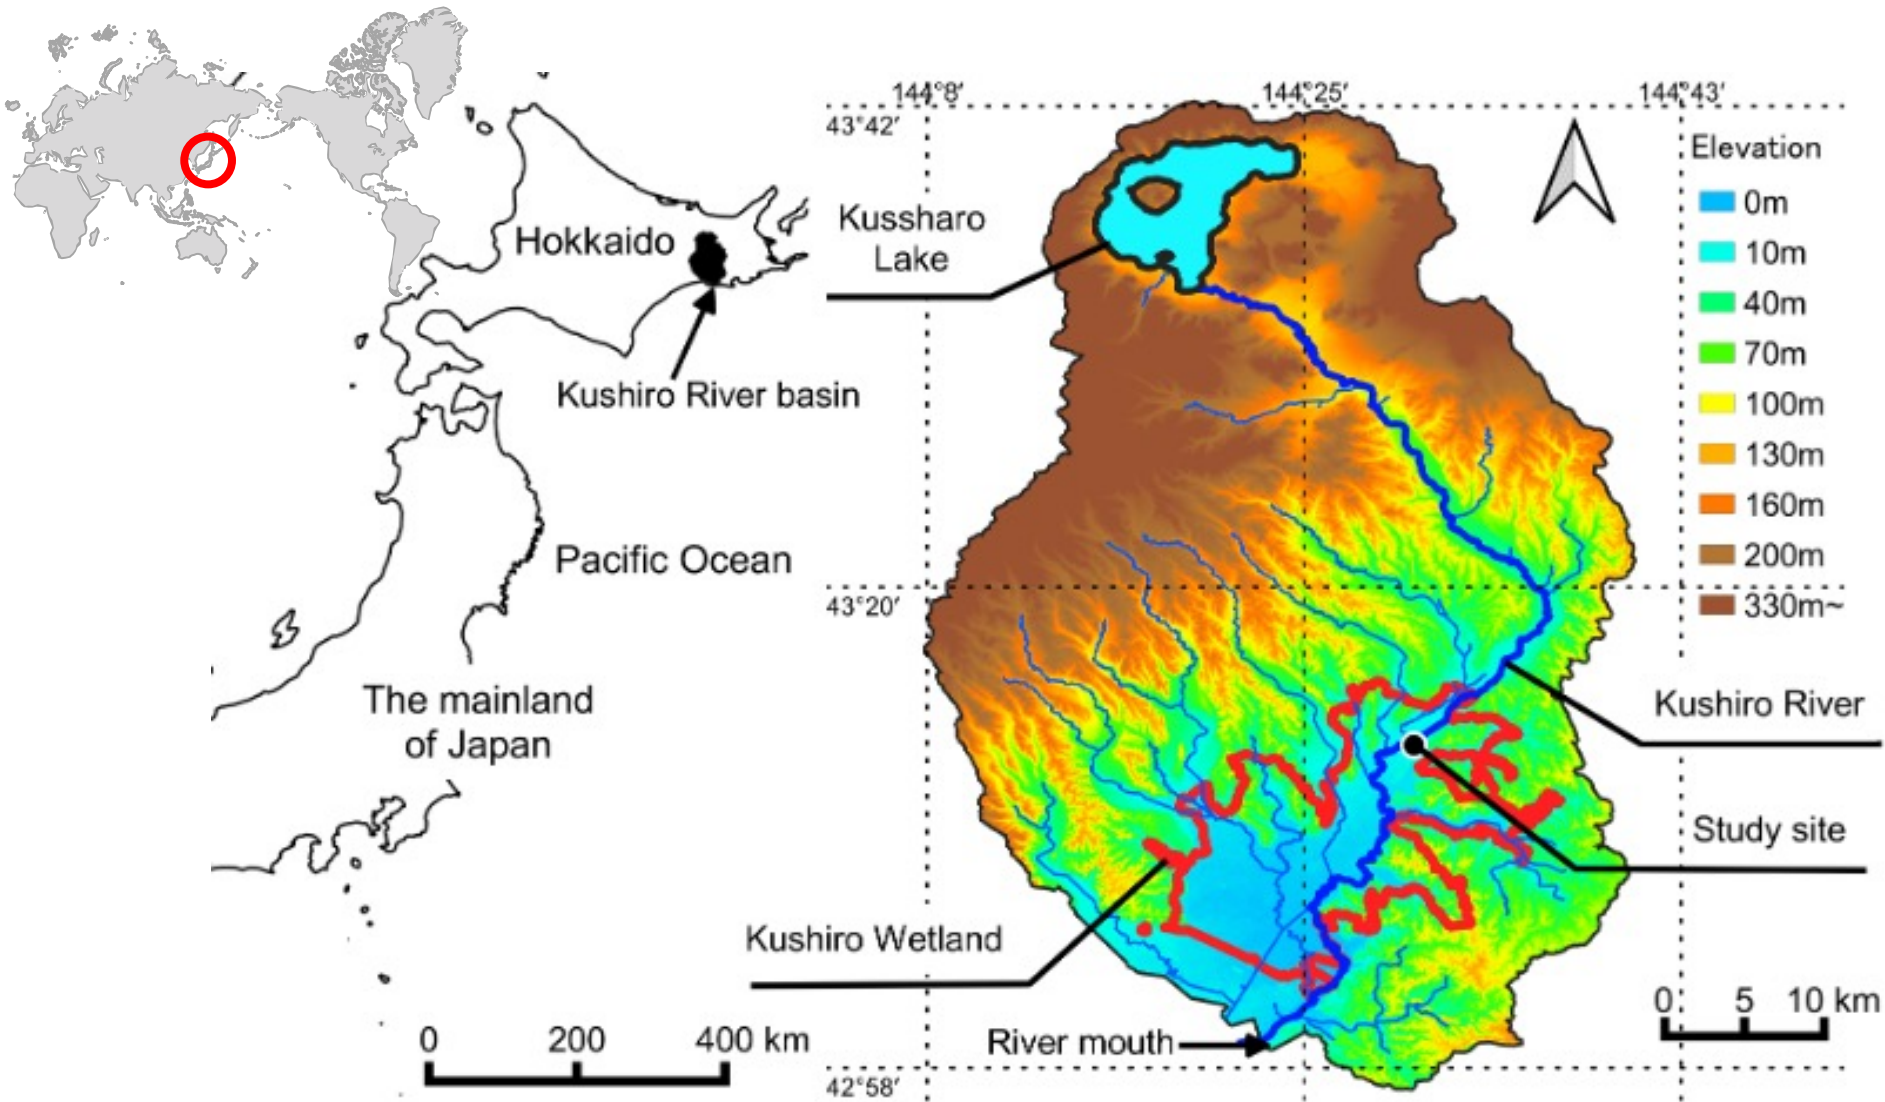 Hokkaido
Kushiro River basin
Pacific Ocean
The mainland
of Japan
0 200 400 km
144°8′ 144°25′ 144°43′
43°42′
43°20′
42°58′
Kussharo
Lake
Elevation
0m
10m
40m
70m
100m
130m
160m
200m
330m~
Kushiro River
Study site
Kushiro Wetland
River mouth
0 5 10 km